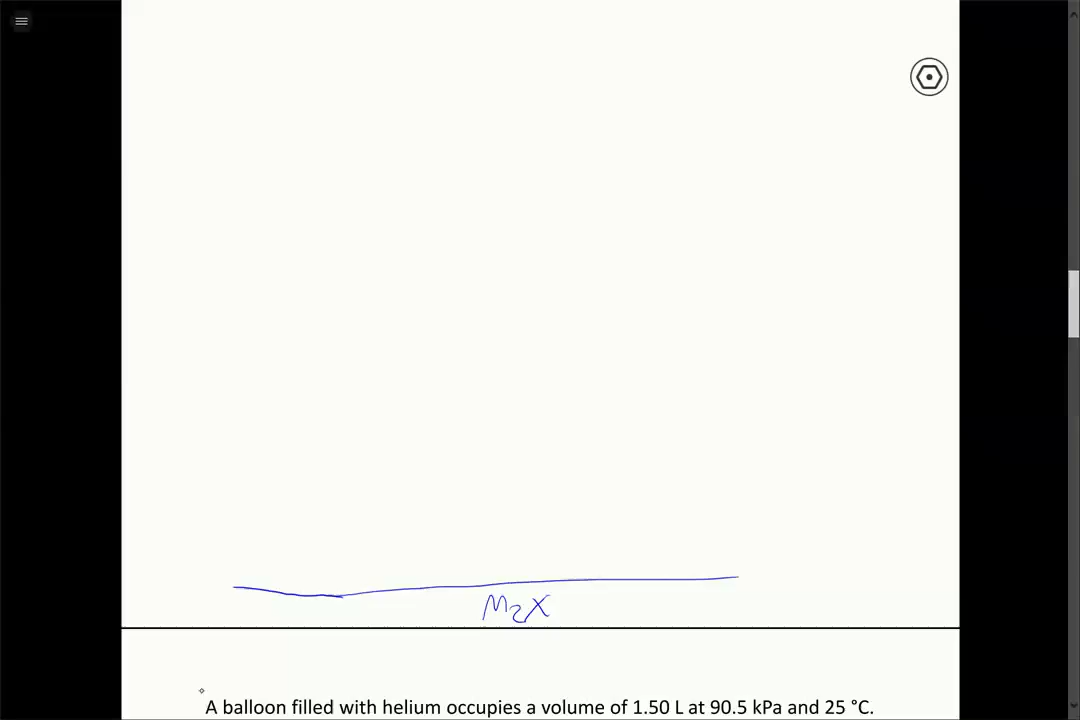 M₂X
A balloon filled with helium occupies a volume of 1.50 L at 90.5 kPa and 25 °C.